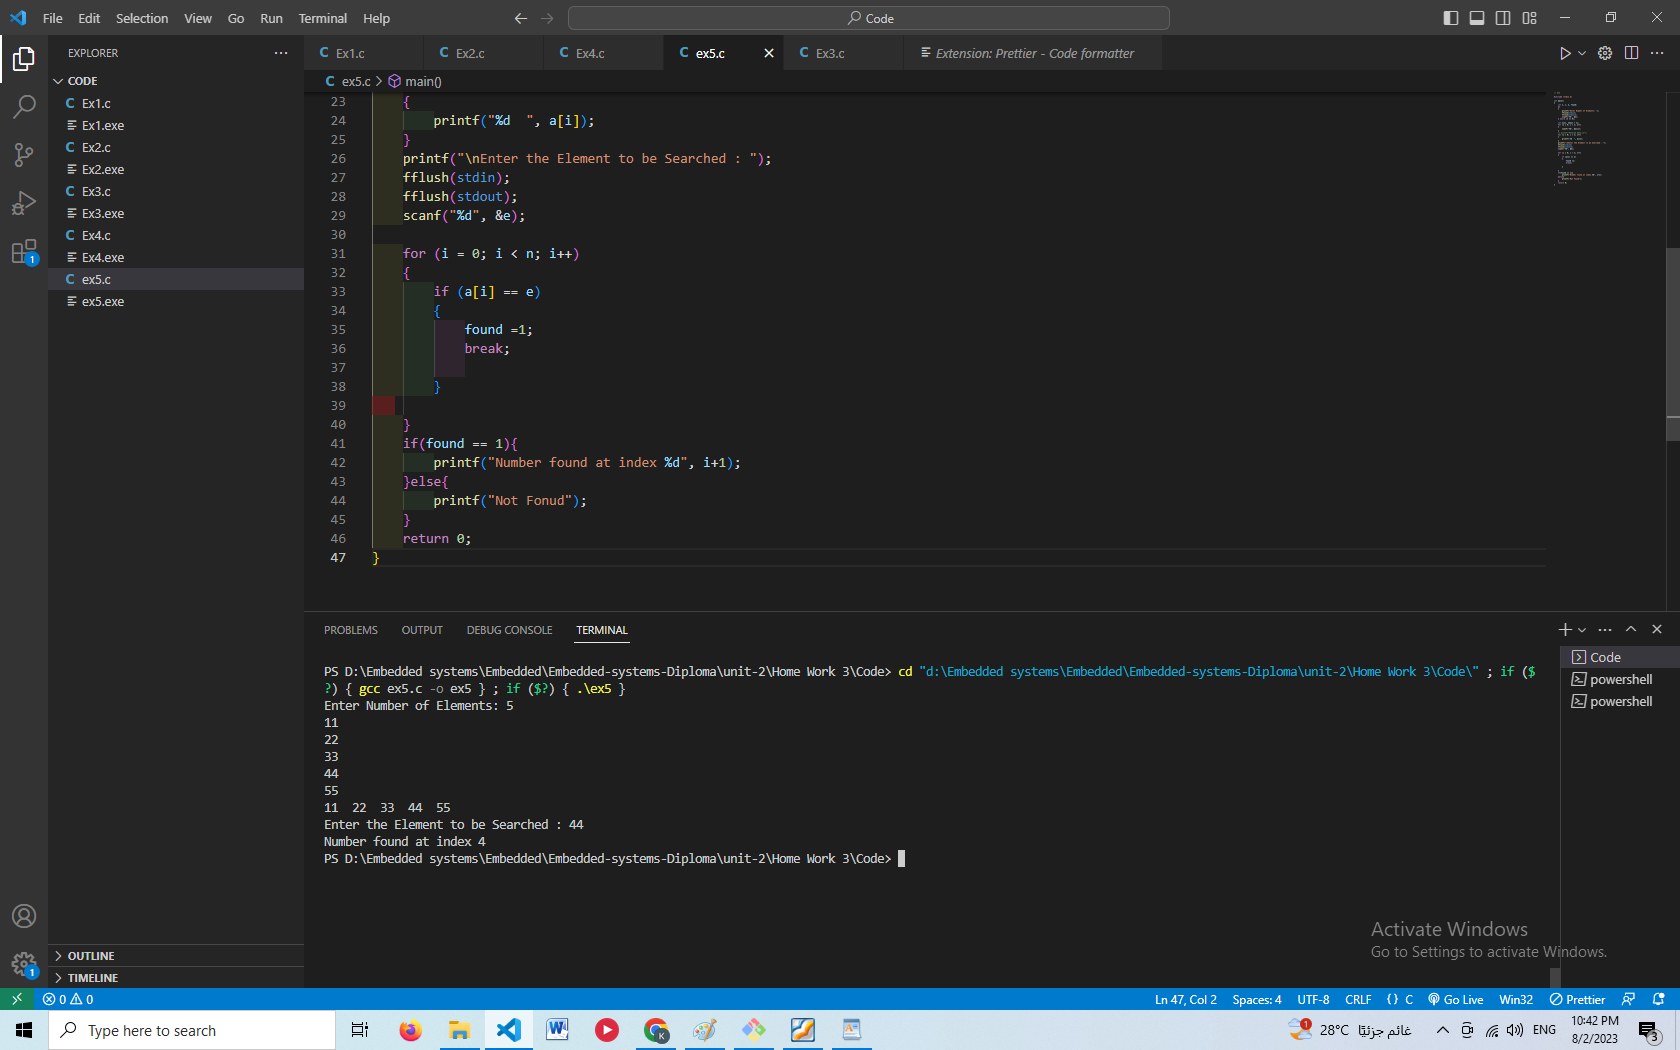 File Edit Selection View Go Run Terminal Help
Code
EXPLORER
CODE
Ex1.c
Ex1.exe
Ex2.c
Ex2.exe
Ex3.c
Ex3.exe
Ex4.c
Ex4.exe
ex5.c
ex5.exe
OUTLINE
TIMELINE
Ex1.c Ex2.c Ex4.c ex5.c Ex3.c Extension: Prettier - Code formatter
ex5.c > main()
23 {
24 printf("%d  ", a[i]);
25 }
26 printf("\nEnter the Element to be Searched : ");
27 fflush(stdin);
28 fflush(stdout);
29 scanf("%d", &e);
30
31 for (i = 0; i < n; i++)
32 {
33 if (a[i] == e)
34 {
35 found =1;
36 break;
37
38 }
39
40 }
41 if(found == 1){
42 printf("Number found at index %d", i+1);
43 }else{
44 printf("Not Fonud");
45 }
46 return 0;
47 }
PROBLEMS OUTPUT DEBUG CONSOLE TERMINAL
PS D:\Embedded systems\Embedded\Embedded-systems-Diploma\unit-2\Home Work 3\Code> cd "d:\Embedded systems\Embedded\Embedded-systems-Diploma\unit-2\Home Work 3\Code\" ; if ($
?) { gcc ex5.c -o ex5 } ; if ($?) { .\ex5 }
Enter Number of Elements: 5
11
22
33
44
55
11  22  33  44  55
Enter the Element to be Searched : 44
Number found at index 4
PS D:\Embedded systems\Embedded\Embedded-systems-Diploma\unit-2\Home Work 3\Code>
Code
powershell
powershell
Activate Windows
Go to Settings to activate Windows.
1
1
0 0 Ln 47, Col 2 Spaces: 4 UTF-8 CRLF {} C Go Live Win32 Prettier
Type here to search
1 28°C غائم جزئيًا ENG
10:42 PM
8/2/2023
3